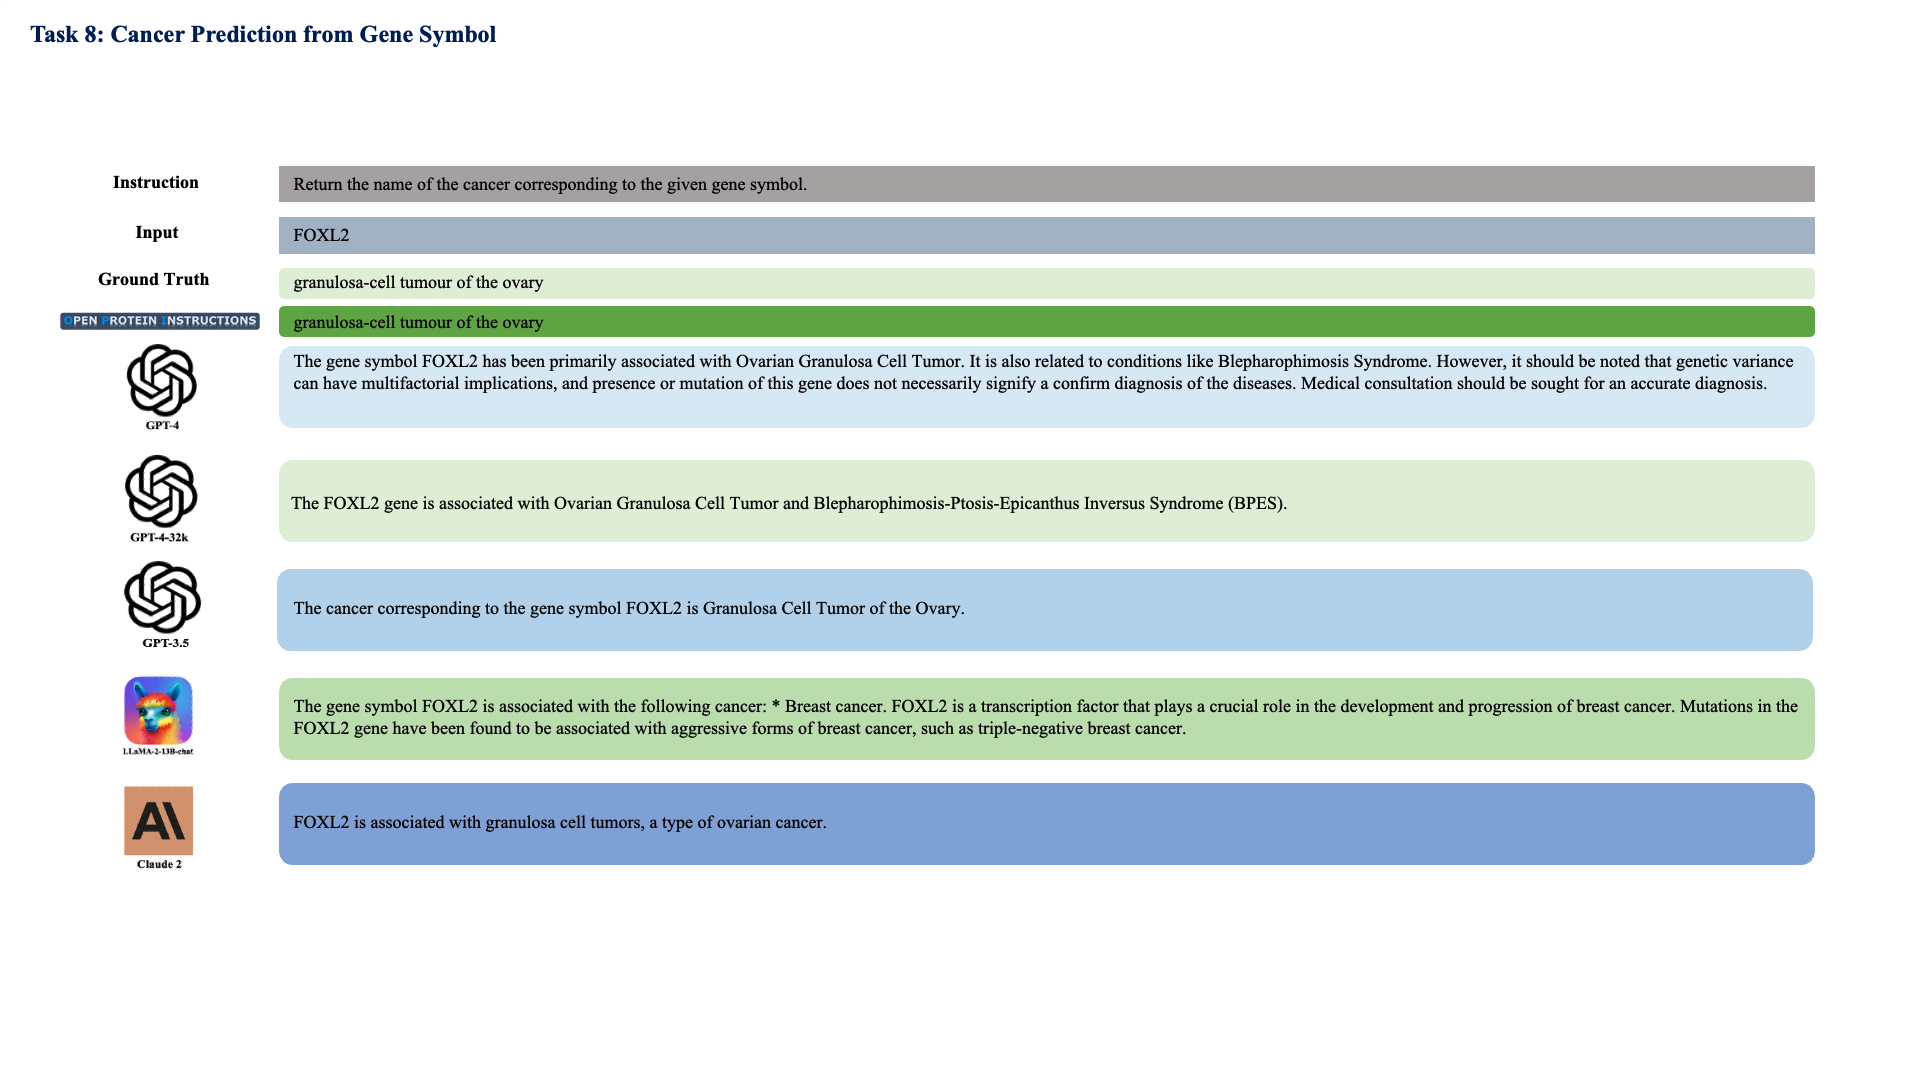 Task 8: Cancer Prediction from Gene Symbol
Instruction
Return the name of the cancer corresponding to the given gene symbol.
Input
FOXL2
Ground Truth
granulosa-cell tumour of the ovary
OPEN PROTEIN INSTRUCTIONS
granulosa-cell tumour of the ovary
The gene symbol FOXL2 has been primarily associated with Ovarian Granulosa Cell Tumor. It is also related to conditions like Blepharophimosis Syndrome. However, it should be noted that genetic variance
can have multifactorial implications, and presence or mutation of this gene does not necessarily signify a confirm diagnosis of the diseases. Medical consultation should be sought for an accurate diagnosis.
GPT-4
The FOXL2 gene is associated with Ovarian Granulosa Cell Tumor and Blepharophimosis-Ptosis-Epicanthus Inversus Syndrome (BPES).
GPT-4-32k
The cancer corresponding to the gene symbol FOXL2 is Granulosa Cell Tumor of the Ovary.
GPT-3.5
The gene symbol FOXL2 is associated with the following cancer: * Breast cancer. FOXL2 is a transcription factor that plays a crucial role in the development and progression of breast cancer. Mutations in the
FOXL2 gene have been found to be associated with aggressive forms of breast cancer, such as triple-negative breast cancer.
LLaMA-2-13B-chat
FOXL2 is associated with granulosa cell tumors, a type of ovarian cancer.
Claude 2